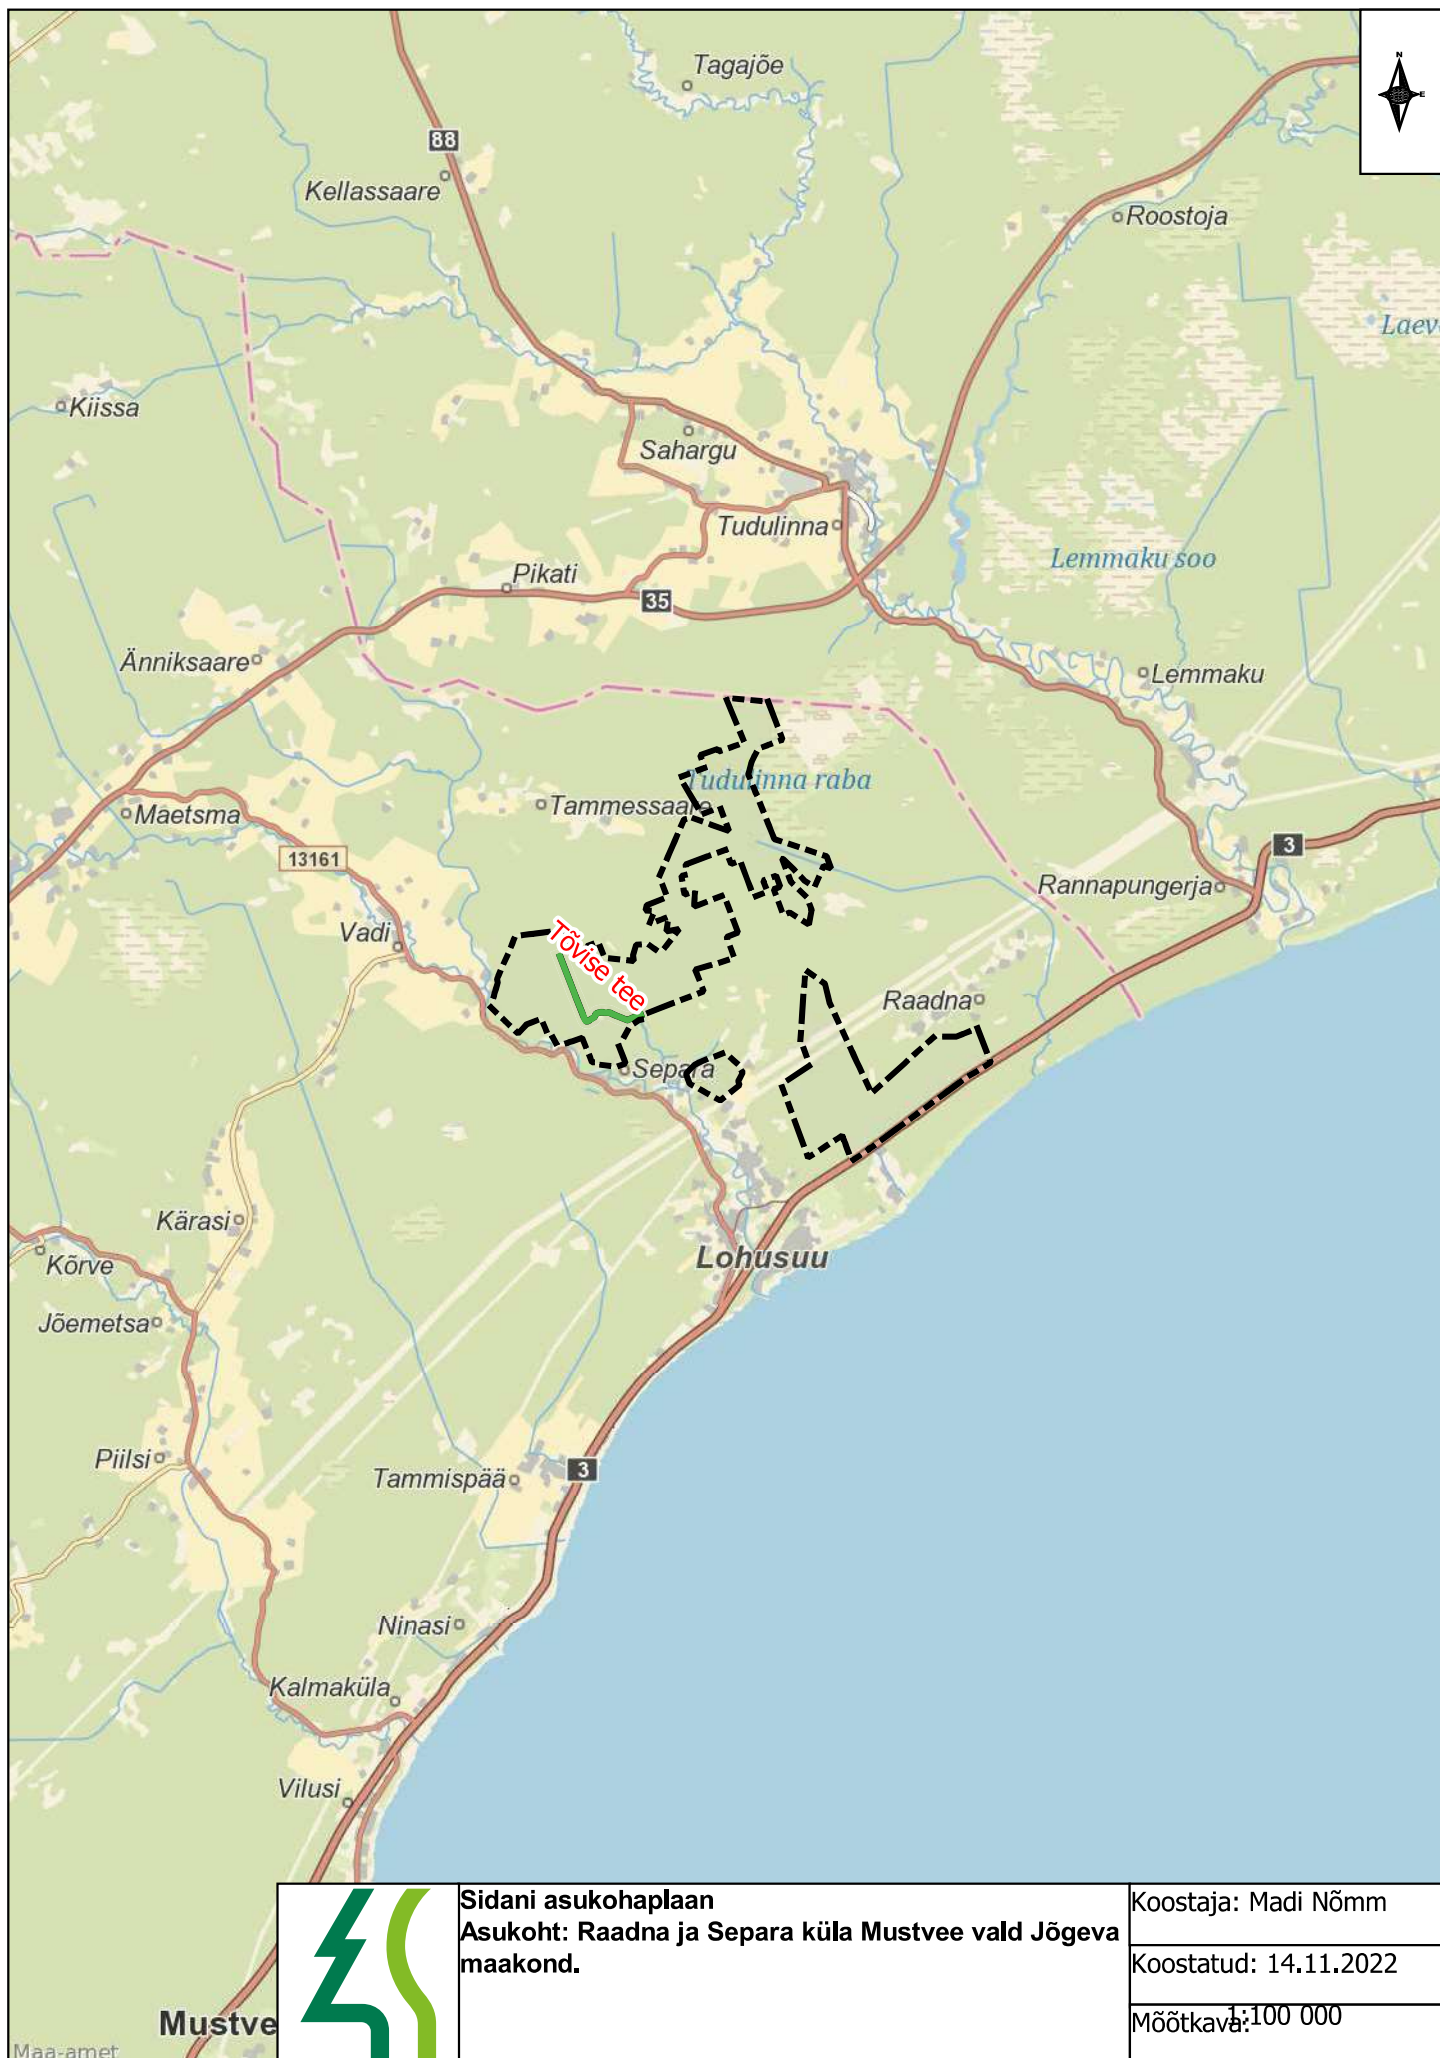 N
E
Tagajõe
88
Kellassaare
Roostoja
Laev
Kiissa
Sahargu
Tudulinna
Lemmaku soo
Pikati
35
Änniksaare
Lemmaku
Tudulinna raba
Tammessaare
Maetsma
13161
3
Rannapungerja
Vadi
Tõvise tee
Raadna
Separa
Kärasi
Lohusuu
Kõrve
Jõemetsa
Piilsi
Tammispää
3
Ninasi
Kalmaküla
Vilusi
Mustve
Maa-amet
Sidani asukohaplaan
Asukoht: Raadna ja Separa küla Mustvee vald Jõgeva
maakond.
Koostaja: Madi Nõmm
Koostatud: 14.11.2022
Mõõtkava: 1:100 000